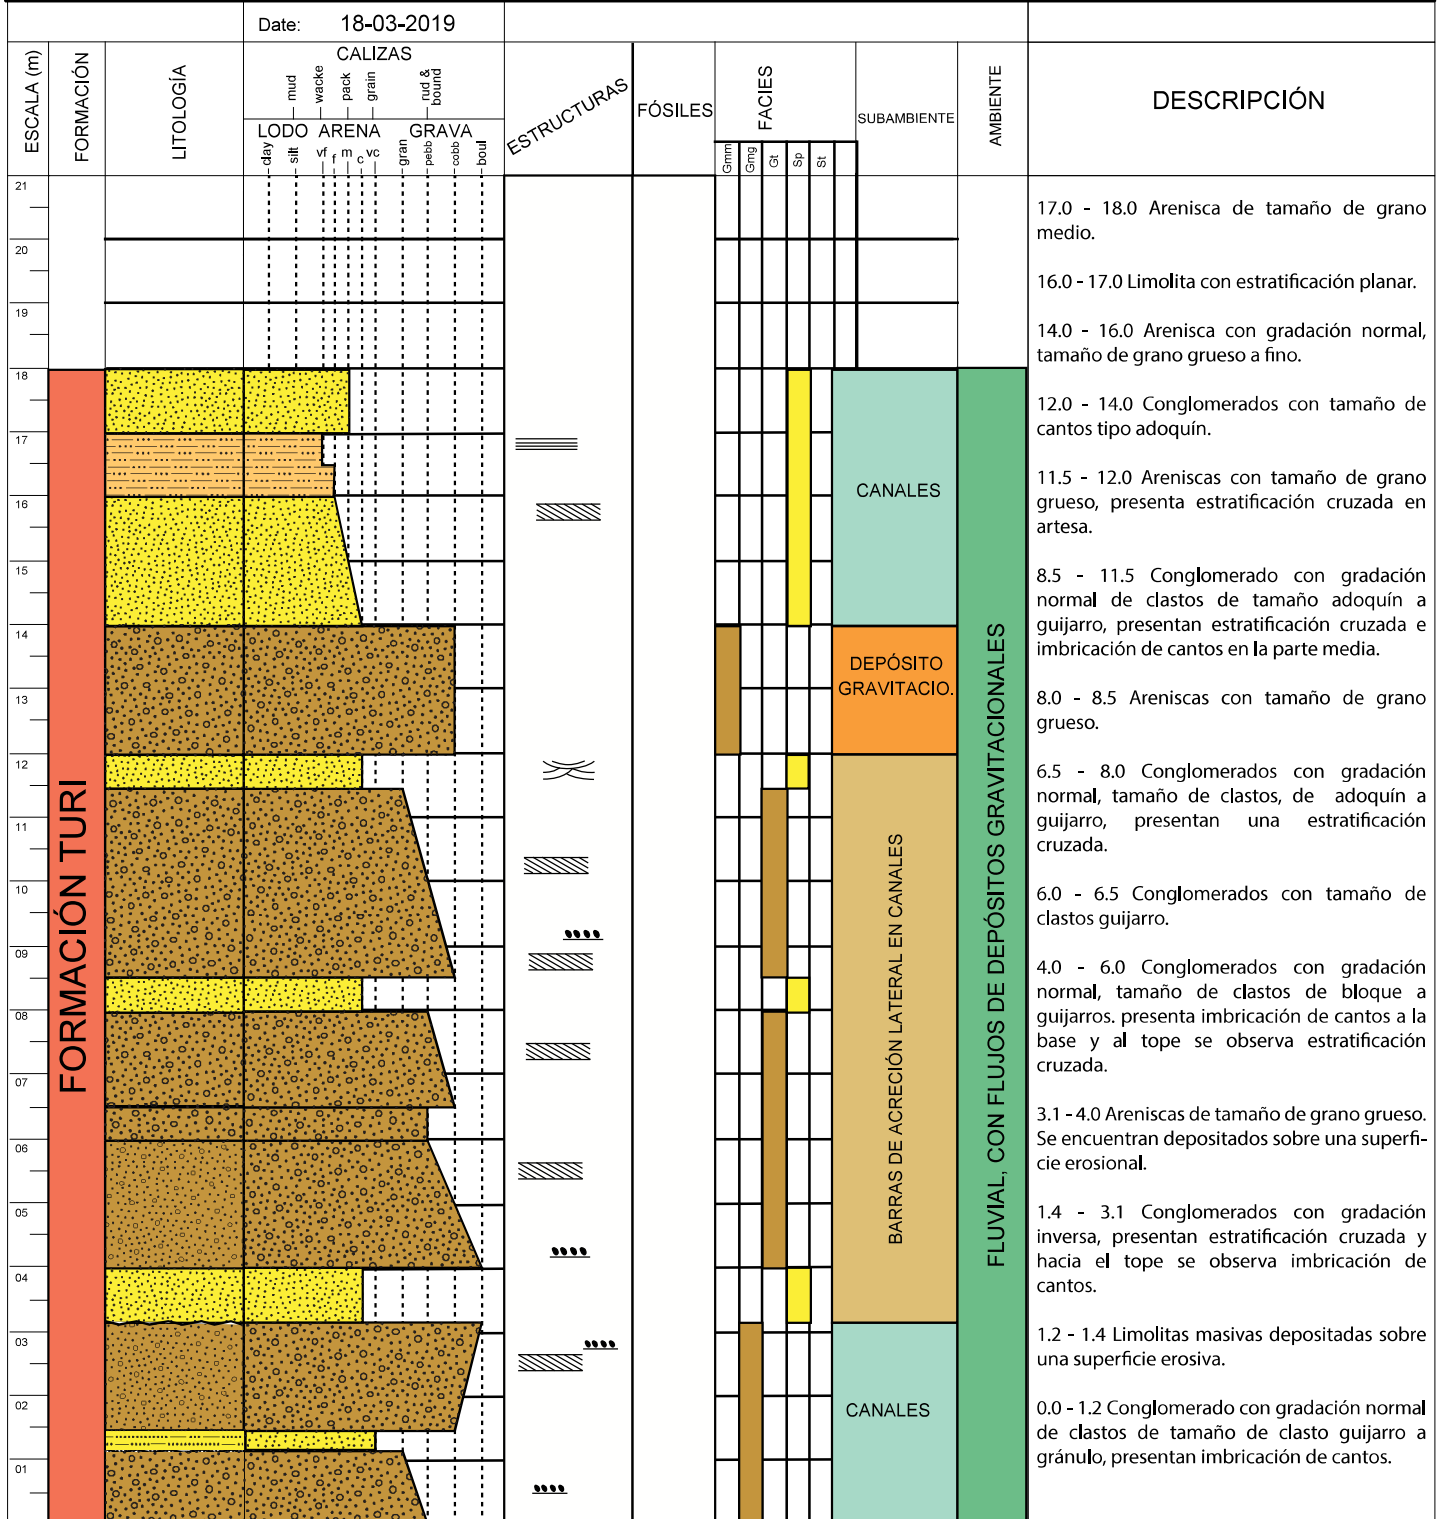 Date: 18-03-2019
ESCALA (m)
FORMACIÓN
LITOLOGÍA
CALIZAS
mud
wacke
pack
grain
rud &
bound
LODO ARENA GRAVA
clay
silt
vf
f
m
c
vc
gran
pebb
cobb
boul
ESTRUCTURAS
FÓSILES
FACIES
Gmm
Gmg
Gt
Sp
St
SUBAMBIENTE
AMBIENTE
DESCRIPCIÓN
21
20
19
18
17
16
15
14
13
12
11
10
09
08
07
06
05
04
03
02
01
FORMACIÓN TURI
CANALES
DEPÓSITO
GRAVITACIO.
BARRAS DE ACRECIÓN LATERAL EN CANALES
CANALES
FLUVIAL, CON FLUJOS DE DEPÓSITOS GRAVITACIONALES
17.0 - 18.0 Arenisca de tamaño de grano
medio.
16.0 - 17.0 Limolita con estratificación planar.
14.0 - 16.0 Arenisca con gradación normal,
tamaño de grano grueso a fino.
12.0 - 14.0 Conglomerados con tamaño de
cantos tipo adoquín.
11.5 - 12.0 Areniscas con tamaño de grano
grueso, presenta estratificación cruzada en
artesa.
8.5 - 11.5 Conglomerado con gradación
normal de clastos de tamaño adoquín a
guijarro, presentan estratificación cruzada e
imbricación de cantos en la parte media.
8.0 - 8.5 Areniscas con tamaño de grano
grueso.
6.5 - 8.0 Conglomerados con gradación
normal, tamaño de clastos, de adoquín a
guijarro, presentan una estratificación
cruzada.
6.0 - 6.5 Conglomerados con tamaño de
clastos guijarro.
4.0 - 6.0 Conglomerados con gradación
normal, tamaño de clastos de bloque a
guijarros. presenta imbricación de cantos a la
base y al tope se observa estratificación
cruzada.
3.1 - 4.0 Areniscas de tamaño de grano grueso.
Se encuentran depositados sobre una superfi-
cie erosional.
1.4 - 3.1 Conglomerados con gradación
inversa, presentan estratificación cruzada y
hacia el tope se observa imbricación de
cantos.
1.2 - 1.4 Limolitas masivas depositadas sobre
una superficie erosiva.
0.0 - 1.2 Conglomerado con gradación normal
de clastos de tamaño de clasto guijarro a
gránulo, presentan imbricación de cantos.